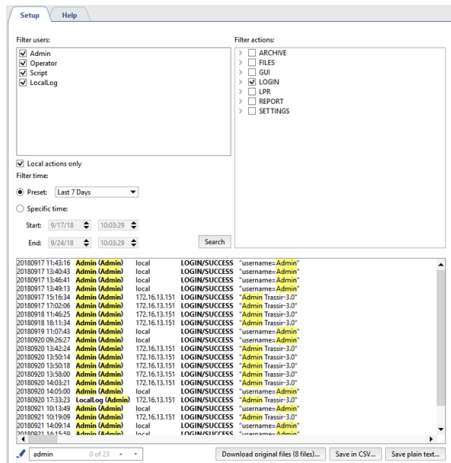 Setup Help
Filter users: Filter actions:
Admin
Operator
Script
LocalLog
ARCHIVE
FILES
GUI
LOGIN
LPR
REPORT
SETTINGS
Local actions only
Filter time:
Preset: Last 7 Days
Specific time:
Start: 9/17/18 10:03:29
End: 9/24/18 10:03:29 Search
20180917 11:43:16 Admin (Admin) local LOGIN/SUCCESS "username=Admin"
20180917 13:40:43 Admin (Admin) local LOGIN/SUCCESS "username=Admin"
20180917 13:46:41 Admin (Admin) local LOGIN/SUCCESS "username=Admin"
20180917 13:49:13 Admin (Admin) local LOGIN/SUCCESS "username=Admin"
20180917 15:16:34 Admin (Admin) 172.16.13.151 LOGIN/SUCCESS "Admin Trassir-3.0"
20180917 17:02:06 Admin (Admin) 172.16.13.151 LOGIN/SUCCESS "Admin Trassir-3.0"
20180918 11:46:25 Admin (Admin) 172.16.13.151 LOGIN/SUCCESS "Admin Trassir-3.0"
20180918 18:11:34 Admin (Admin) 172.16.13.151 LOGIN/SUCCESS "Admin Trassir-3.0"
20180919 11:07:43 Admin (Admin) local LOGIN/SUCCESS "username=Admin"
20180920 09:26:27 Admin (Admin) local LOGIN/SUCCESS "username=Admin"
20180920 13:42:24 Admin (Admin) 172.16.13.151 LOGIN/SUCCESS "Admin Trassir-3.0"
20180920 13:50:14 Admin (Admin) 172.16.13.151 LOGIN/SUCCESS "Admin Trassir-3.0"
20180920 13:50:18 Admin (Admin) 172.16.13.151 LOGIN/SUCCESS "Admin Trassir-3.0"
20180920 13:58:00 Admin (Admin) 172.16.13.151 LOGIN/SUCCESS "Admin Trassir-3.0"
20180920 14:03:21 Admin (Admin) 172.16.13.151 LOGIN/SUCCESS "Admin Trassir-3.0"
20180920 14:05:00 Admin (Admin) local LOGIN/SUCCESS "username=Admin"
20180920 17:33:23 LocalLog (Admin) 172.16.13.151 LOGIN/SUCCESS "Admin Trassir-3.0"
20180921 10:13:49 Admin (Admin) local LOGIN/SUCCESS "username=Admin"
20180921 10:19:09 Admin (Admin) 172.16.13.151 LOGIN/SUCCESS "Admin Trassir-3.0"
20180921 14:09:14 Admin (Admin) local LOGIN/SUCCESS "username=Admin"
Admin (Admin) local LOGIN/SUCCESS "username=Admin"
admin 0 of 23 Download original files (8 files)... Save in CSV... Save plain text...